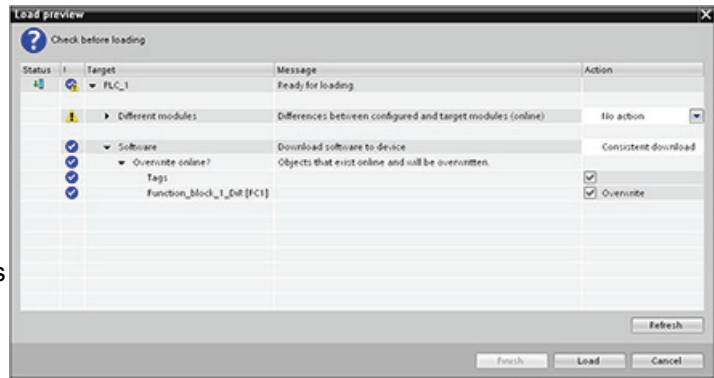 Load preview
Check before loading
Status ! Target Message Action
PLC_1 Ready for loading
Different modules Differences between configured and target modules (online) No action
Software Download software to device Consistent download
Overwrite online? Objects that exist online and will be overwritten.
Tags
Function_block_1_DiR [FC1] Overwrite
s
Refresh
Finish Load Cancel